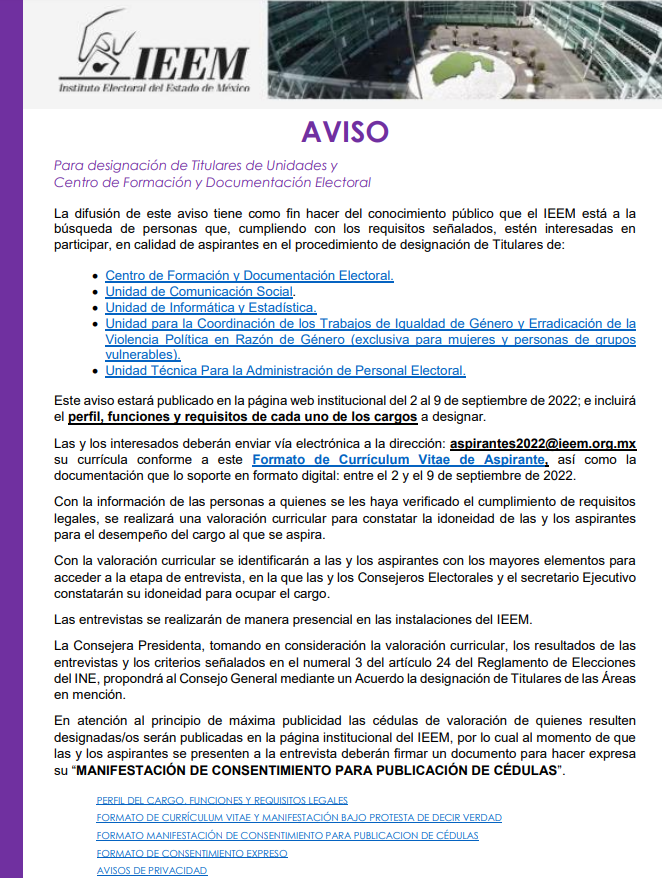 IEEM
Instituto Electoral del Estado de México
AVISO
Para designación de Titulares de Unidades y
Centro de Formación y Documentación Electoral
La difusión de este aviso tiene como fin hacer del conocimiento público que el IEEM está a la
búsqueda de personas que, cumpliendo con los requisitos señalados, estén interesadas en
participar, en calidad de aspirantes en el procedimiento de designación de Titulares de:
• Centro de Formación y Documentación Electoral.
• Unidad de Comunicación Social.
• Unidad de Informática y Estadística.
• Unidad para la Coordinación de los Trabajos de Igualdad de Género y Erradicación de la
Violencia Política en Razón de Género (exclusiva para mujeres y personas de grupos
vulnerables).
• Unidad Técnica Para la Administración de Personal Electoral.
Este aviso estará publicado en la página web institucional del 2 al 9 de septiembre de 2022; e incluirá
el perfil, funciones y requisitos de cada uno de los cargos a designar.
Las y los interesados deberán enviar vía electrónica a la dirección: aspirantes2022@ieem.org.mx
su currícula conforme a este Formato de Currículum Vitae de Aspirante, así como la
documentación que lo soporte en formato digital: entre el 2 y el 9 de septiembre de 2022.
Con la información de las personas a quienes se les haya verificado el cumplimiento de requisitos
legales, se realizará una valoración curricular para constatar la idoneidad de las y los aspirantes
para el desempeño del cargo al que se aspira.
Con la valoración curricular se identificarán a las y los aspirantes con los mayores elementos para
acceder a la etapa de entrevista, en la que las y los Consejeros Electorales y el secretario Ejecutivo
constatarán su idoneidad para ocupar el cargo.
Las entrevistas se realizarán de manera presencial en las instalaciones del IEEM.
La Consejera Presidenta, tomando en consideración la valoración curricular, los resultados de las
entrevistas y los criterios señalados en el numeral 3 del artículo 24 del Reglamento de Elecciones
del INE, propondrá al Consejo General mediante un Acuerdo la designación de Titulares de las Áreas
en mención.
En atención al principio de máxima publicidad las cédulas de valoración de quienes resulten
designadas/os serán publicadas en la página institucional del IEEM, por lo cual al momento de que
las y los aspirantes se presenten a la entrevista deberán firmar un documento para hacer expresa
su “MANIFESTACIÓN DE CONSENTIMIENTO PARA PUBLICACIÓN DE CÉDULAS”.
PERFIL DEL CARGO, FUNCIONES Y REQUISITOS LEGALES
FORMATO DE CURRÍCULUM VITAE Y MANIFESTACIÓN BAJO PROTESTA DE DECIR VERDAD
FORMATO MANIFESTACIÓN DE CONSENTIMIENTO PARA PUBLICACION DE CÉDULAS
FORMATO DE CONSENTIMIENTO EXPRESO
AVISOS DE PRIVACIDAD